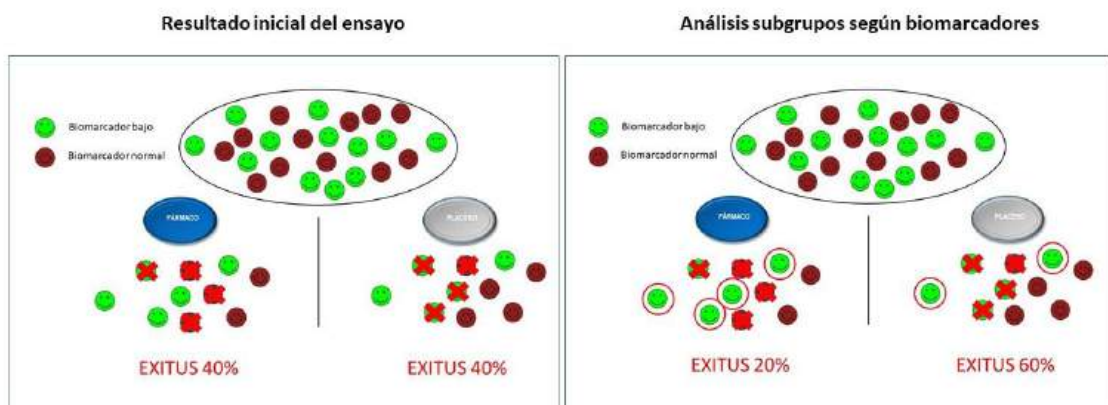 Resultado inicial del ensayo
Biomarcador bajo
Biomarcador normal
FÁRMACO
PLACEBO
EXITUS 40%
EXITUS 40%
Análisis subgrupos según biomarcadores
Biomarcador bajo
Biomarcador normal
FÁRMACO
PLACEBO
EXITUS 20%
EXITUS 60%